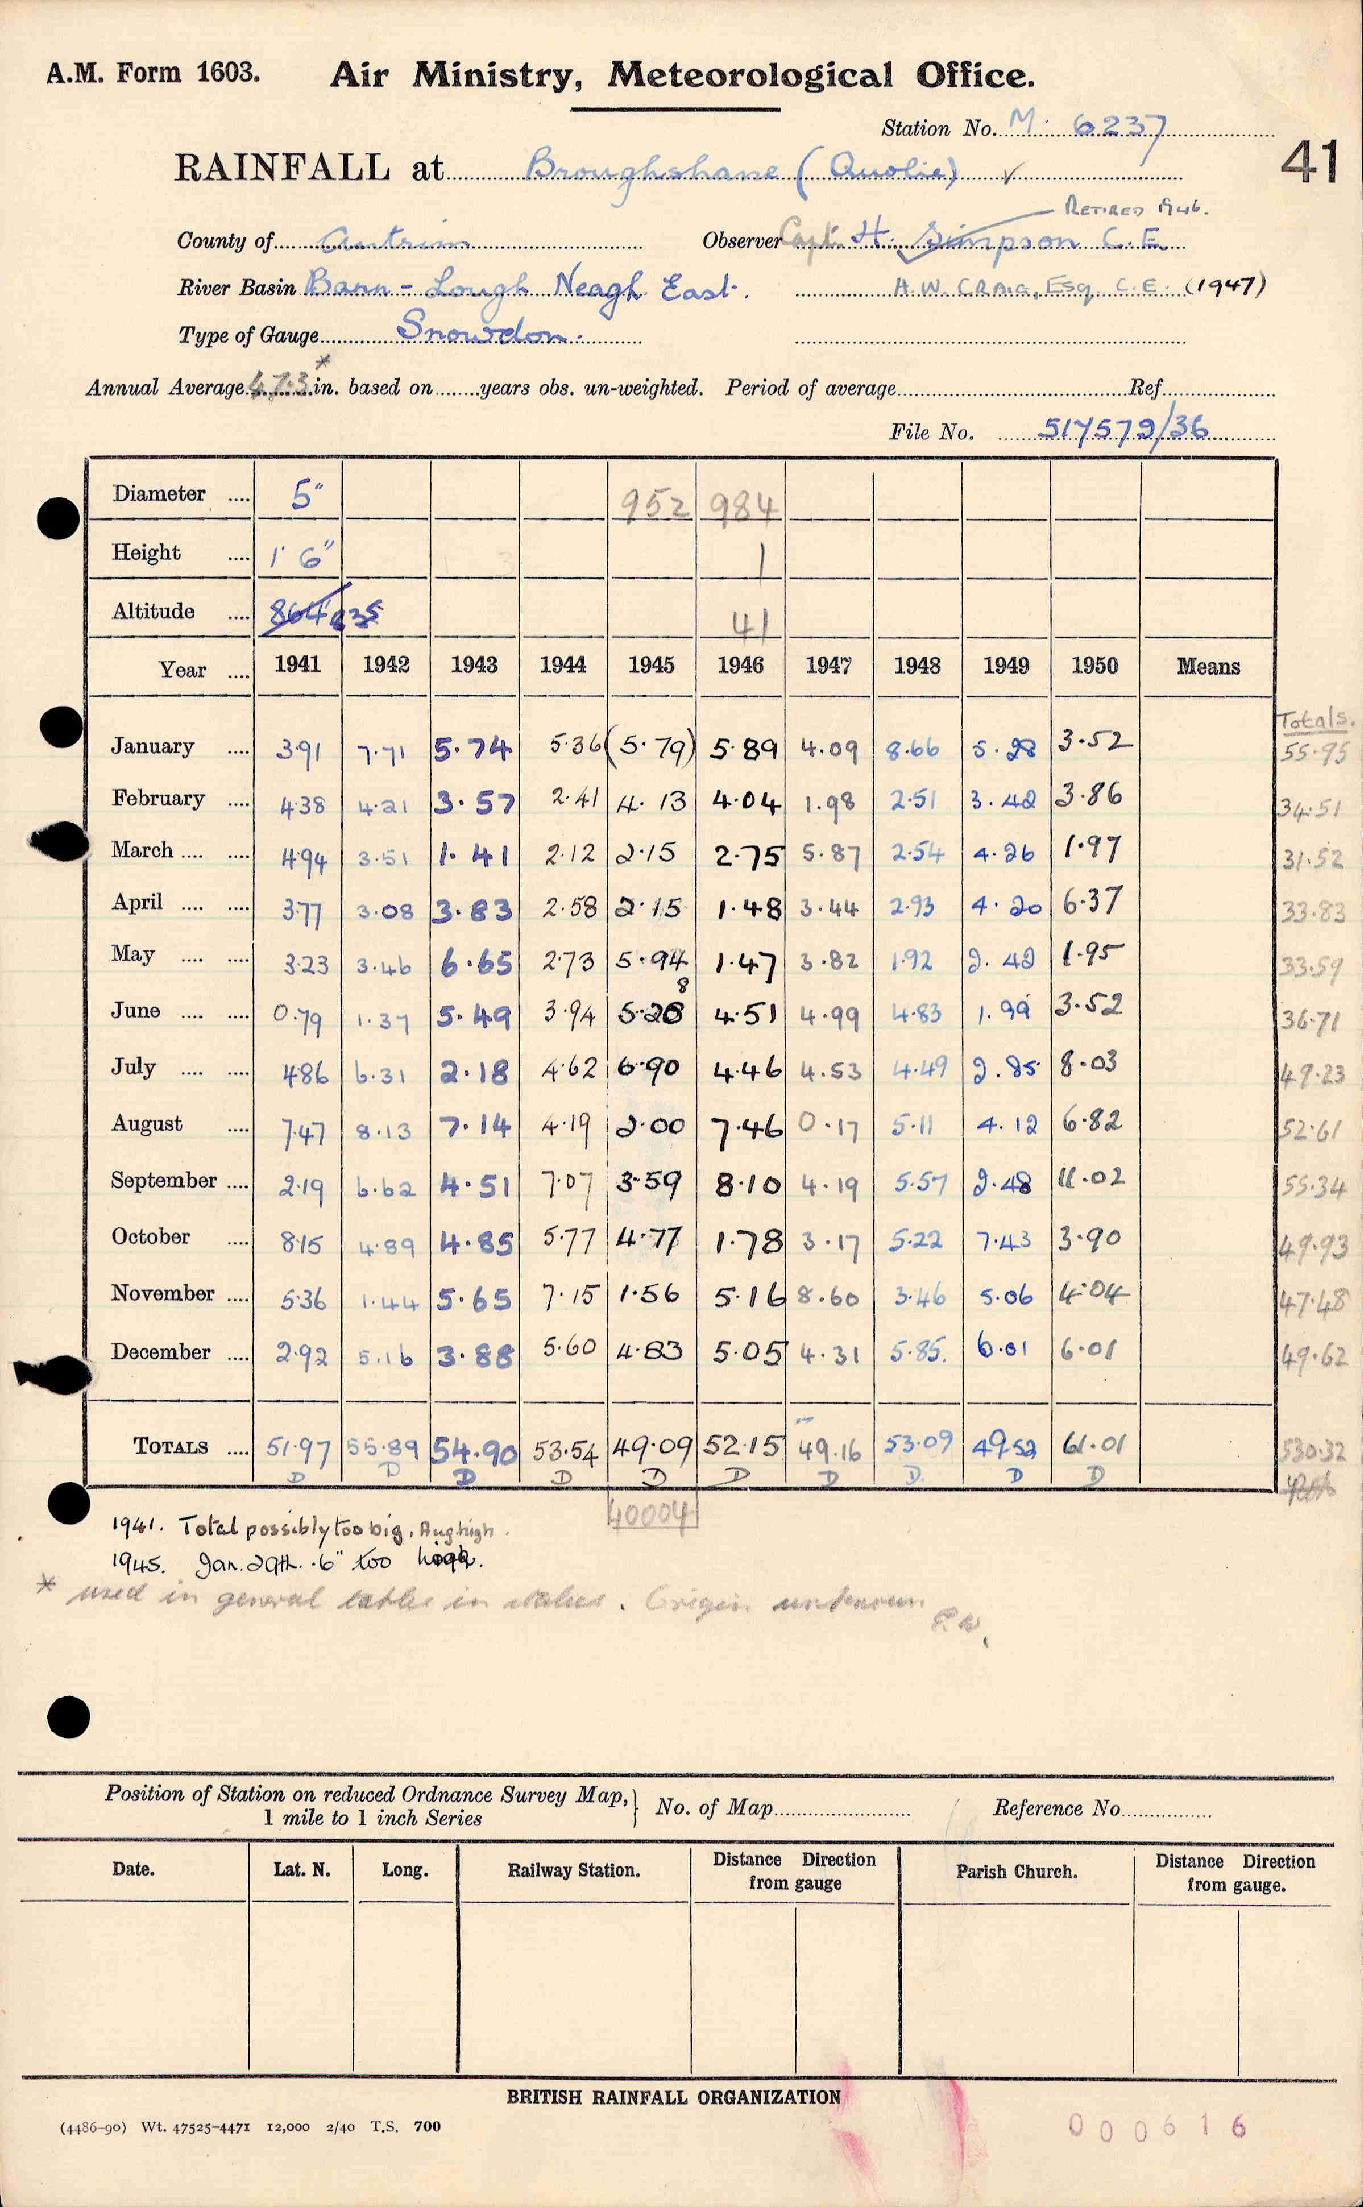 A.M. Form 1603. Air Ministry, Meteorological Office.
Station No. M. 6237
41
RAINFALL at Broughshane (Quolie) ✓
RETIRED 1946.
County of Antrim Observer Capt. H. Simpson C.E.
River Basin Bann - Lough Neagh East. H.W. CRAIG, Esq. C.E. (1947)
Type of Gauge Snowdon.
Annual Average 47.3* in. based on ........years obs. un-weighted. Period of average Ref
File No. 517579/36
Diameter .... 5" 952 984
Height .... 1' 6" 1
Altitude .... 864 835 41
Year .... 1941 1942 1943 1944 1945 1946 1947 1948 1949 1950 Means
Totals.
January .... 3.91 7.71 5.74 5.36 (5.79) 5.89 4.09 8.66 5.28 3.52 55.95
February .... 4.38 4.21 3.57 2.41 4.13 4.04 1.98 2.51 3.42 3.86 34.51
March .... .... 4.94 3.51 1.41 2.12 2.15 2.75 5.87 2.54 4.26 1.97 31.52
April .... .... 3.77 3.08 3.83 2.58 2.15 1.48 3.44 2.93 4.20 6.37 33.83
May .... .... 3.23 3.46 6.65 2.73 5.94 1.47 3.82 1.92 2.42 1.95 33.59
8
June .... .... 0.79 1.37 5.49 3.94 5.28 4.51 4.99 4.83 1.99 3.52 36.71
July .... .... 4.86 6.31 2.18 4.62 6.90 4.46 4.53 4.49 2.85 8.03 49.23
August .... 7.47 8.13 7.14 4.19 2.00 7.46 0.17 5.11 4.12 6.82 52.61
September .... 2.19 6.62 4.51 7.07 3.59 8.10 4.19 5.57 2.48 11.02 55.34
October .... 8.15 4.89 4.85 5.77 4.77 1.78 3.17 5.22 7.43 3.90 49.93
November .... 5.36 1.44 5.65 7.15 1.56 5.16 8.60 3.46 5.06 4.04 47.48
December .... 2.92 5.16 3.88 5.60 4.83 5.05 4.31 5.85. 6.01 6.01 49.62
TOTALS .... 51.97 55.89 54.90 53.54 49.09 52.15 49.16 53.09 49.52 61.01 530.32
D D D D D D D D D D
40004
1941. Total possibly too big. Aug high.
1945. Jan. 29th. .6" too high.
* used in general table in . Origin unknown
P.W.
Position of Station on reduced Ordnance Survey Map, 1 mile to 1 inch Series } No. of Map Reference No
Date. Lat. N. Long. Railway Station. Distance Direction from gauge Parish Church. Distance Direction from gauge.
BRITISH RAINFALL ORGANIZATION
(4486-90) Wt. 47525-4471 12,000 2/40 T.S. 700
000616